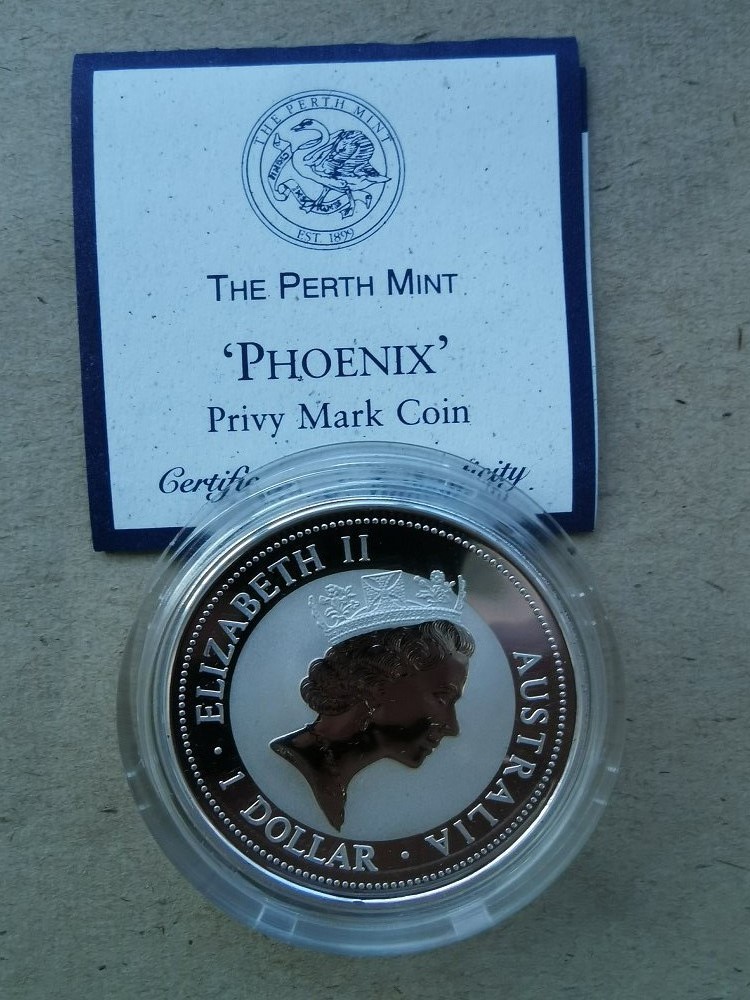 THE PERTH MINT
EST. 1899
THE PERTH MINT
‘PHOENIX’
Privy Mark Coin
ELIZABETH II
AUSTRALIA
1 DOLLAR